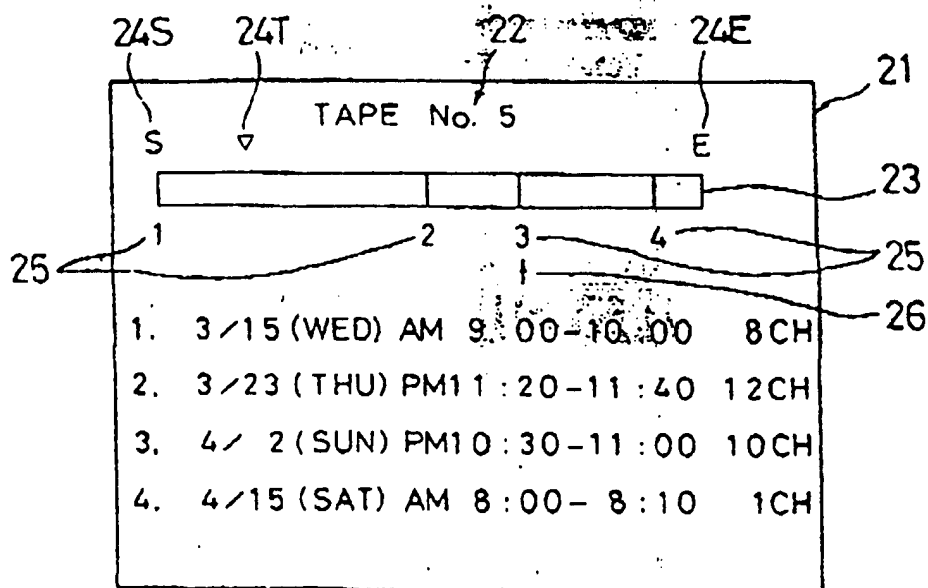 24S 24T 22 24E
21
TAPE No. 5
S ▽ E
23
1 2 3 4
25 25
26
1. 3/15 (WED) AM 9:00-10:00 8CH
2. 3/23 (THU) PM11:20-11:40 12CH
3. 4/ 2 (SUN) PM10:30-11:00 10CH
4. 4/15 (SAT) AM 8:00- 8:10 1CH